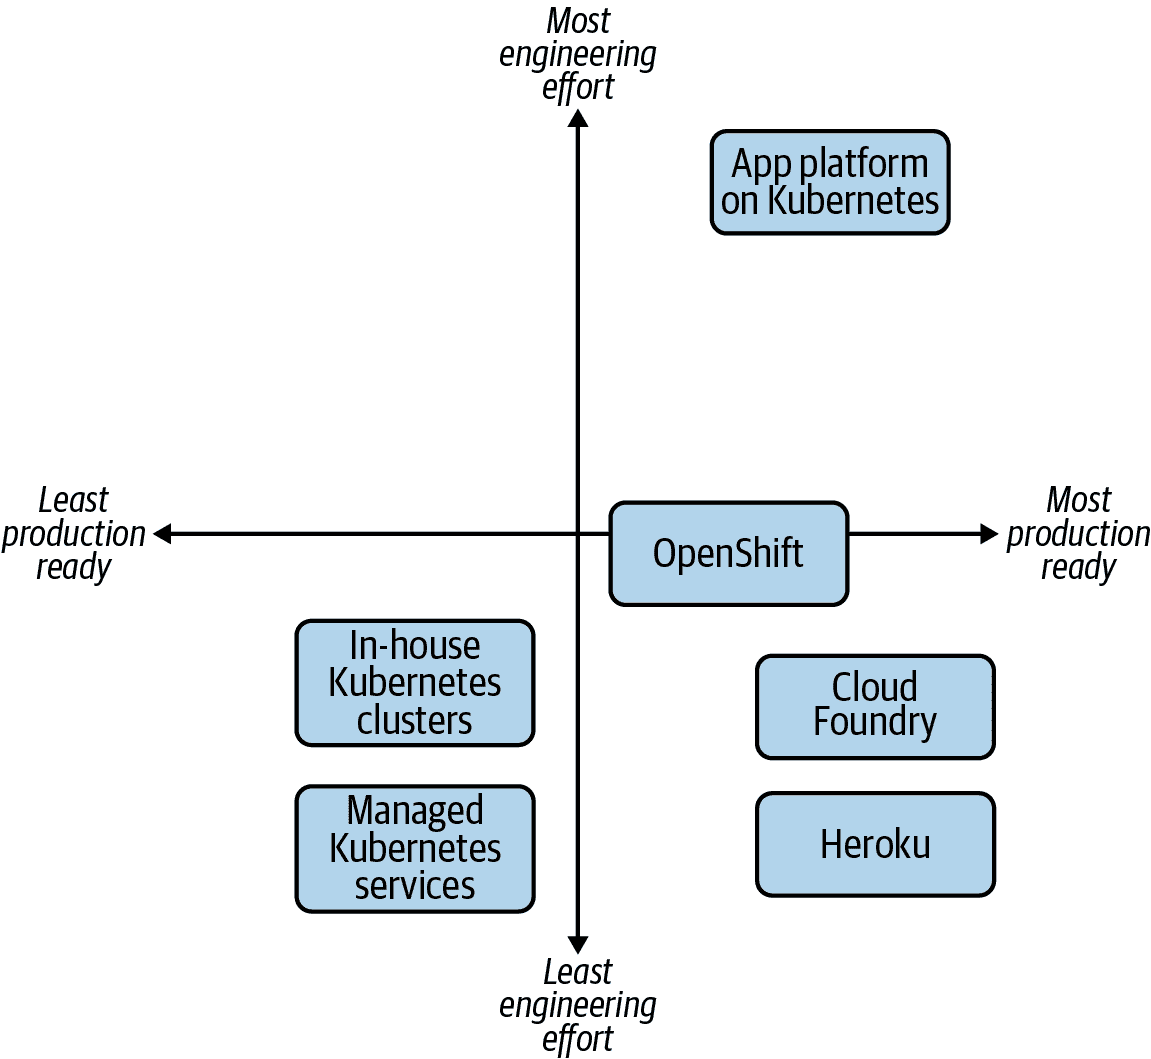 Most
engineering
effort
App platform
on Kubernetes
Least
production
ready
OpenShift
Most
production
ready
In-house
Kubernetes
clusters
Cloud
Foundry
Managed
Kubernetes
services
Heroku
Least
engineering
effort